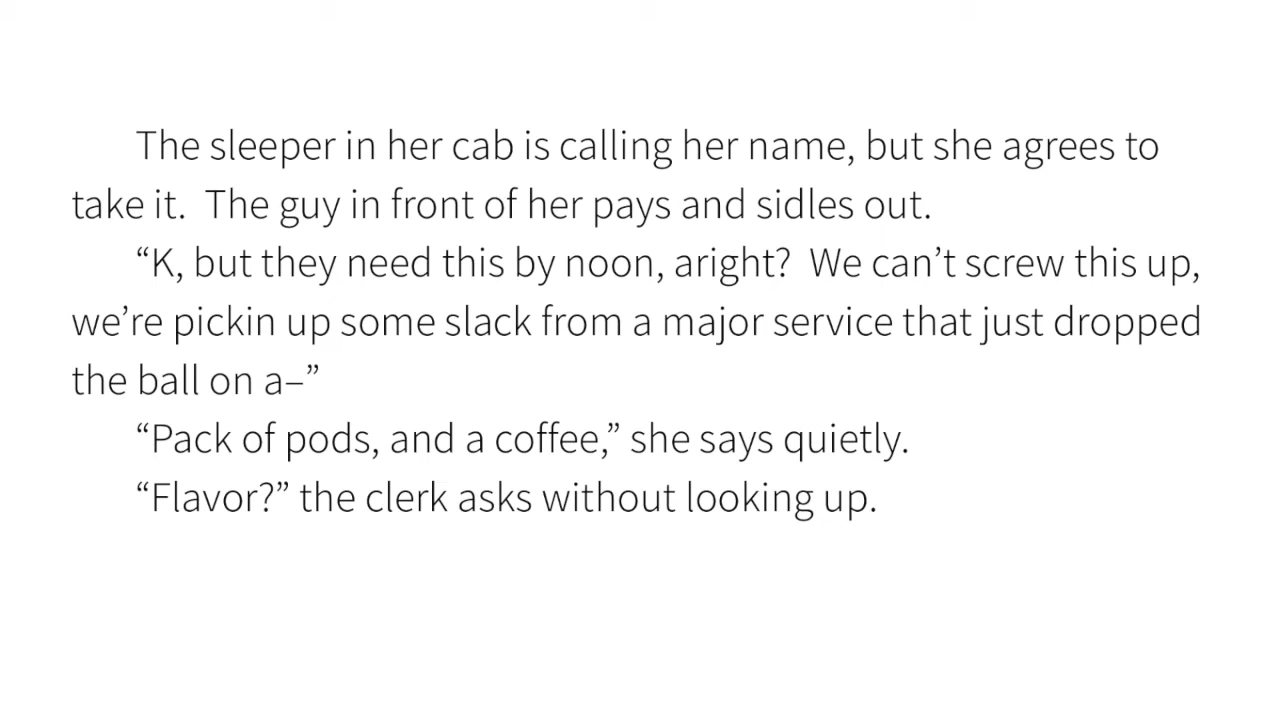 The sleeper in her cab is calling her name, but she agrees to
take it.  The guy in front of her pays and sidles out.
“K, but they need this by noon, aright?  We can’t screw this up,
we’re pickin up some slack from a major service that just dropped
the ball on a–”
“Pack of pods, and a coffee,” she says quietly.
“Flavor?” the clerk asks without looking up.